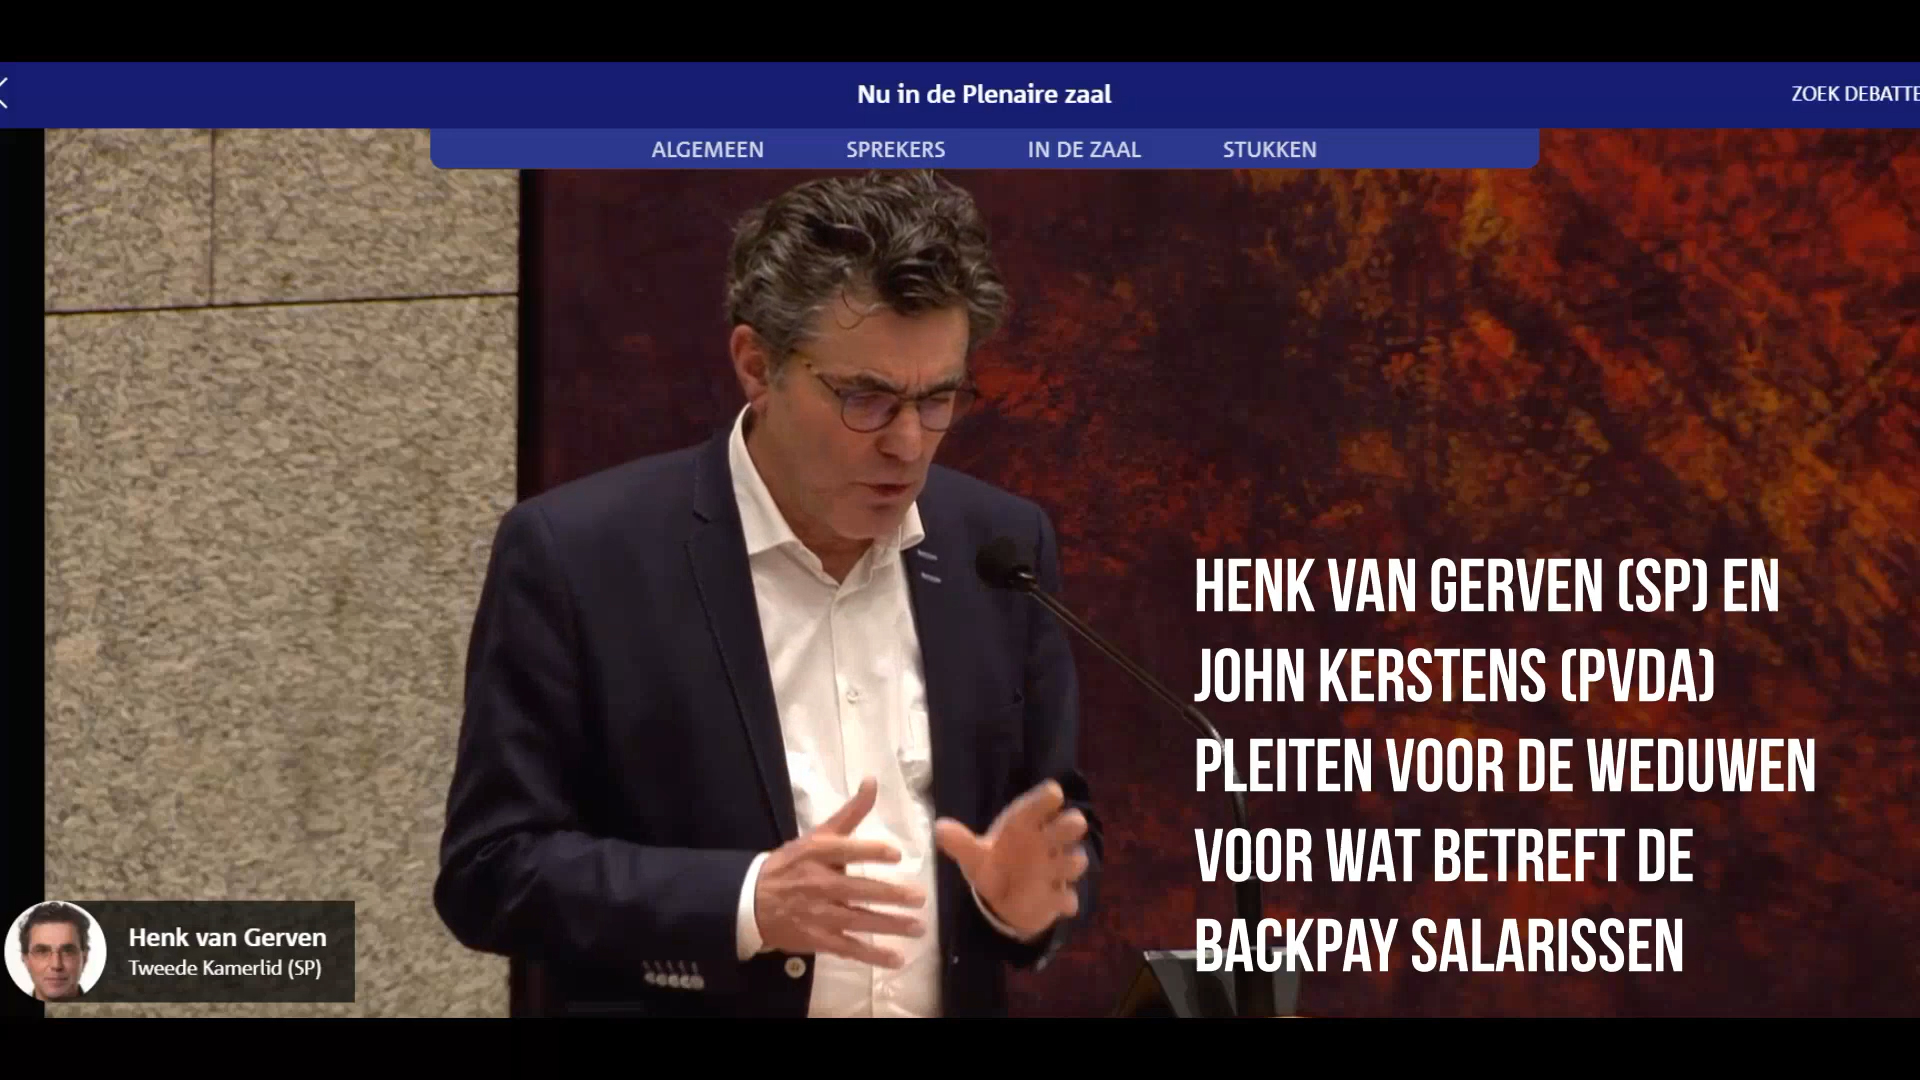 Nu in de Plenaire zaal
ZOEK DEBATTE
ALGEMEEN SPREKERS IN DE ZAAL STUKKEN
HENK VAN GERVEN (SP) EN
JOHN KERSTENS (PVDA)
PLEITEN VOOR DE WEDUWEN
VOOR WAT BETREFT DE
BACKPAY SALARISSEN
Henk van Gerven
Tweede Kamerlid (SP)